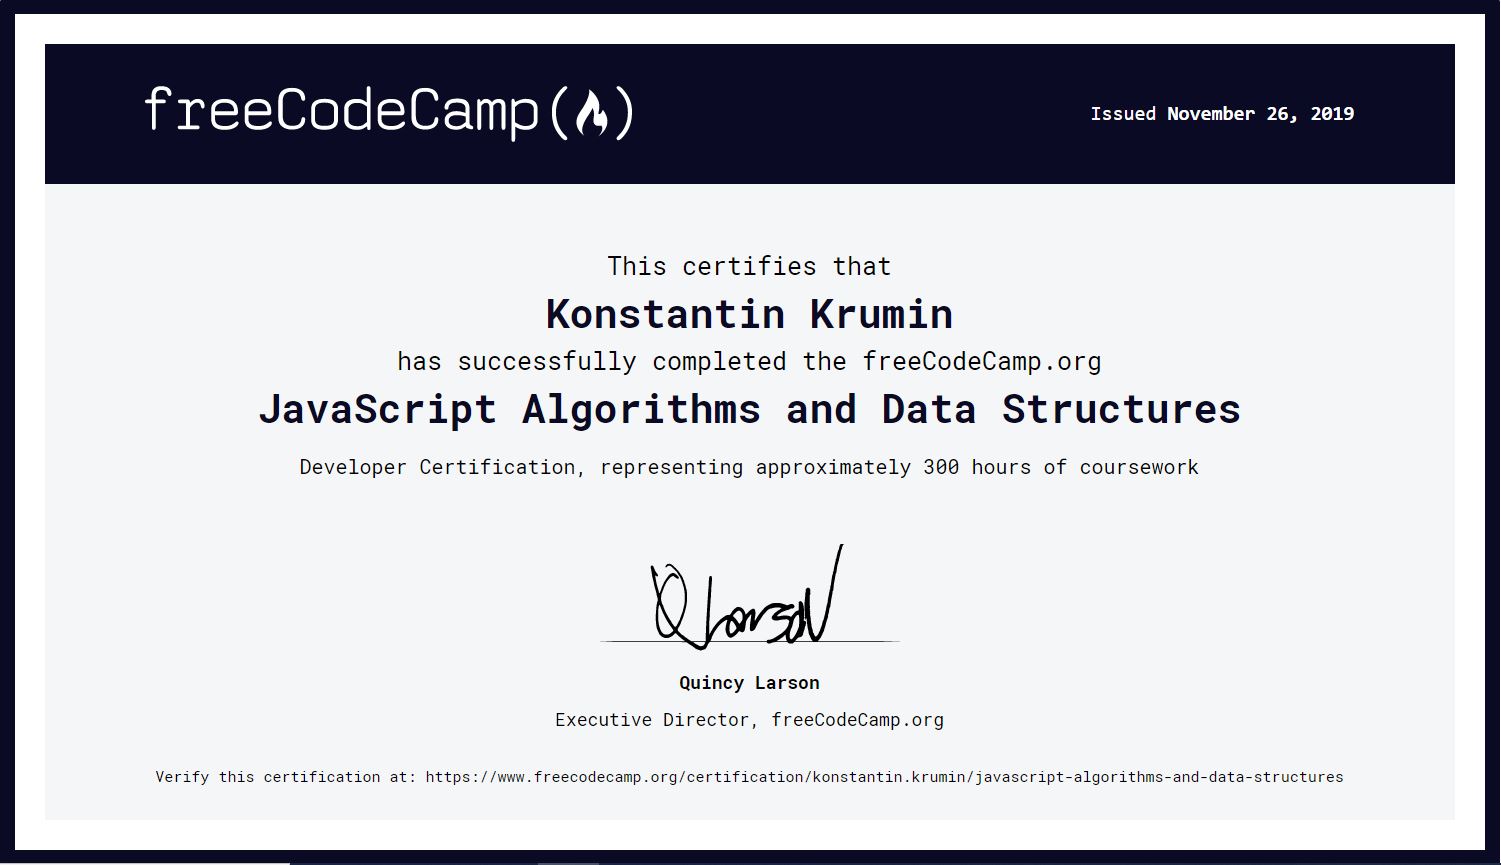 freeCodeCamp(🔥)
Issued November 26, 2019
This certifies that
Konstantin Krumin
has successfully completed the freeCodeCamp.org
JavaScript Algorithms and Data Structures
Developer Certification, representing approximately 300 hours of coursework
QLarson
Quincy Larson
Executive Director, freeCodeCamp.org
Verify this certification at: https://www.freecodecamp.org/certification/konstantin.krumin/javascript-algorithms-and-data-structures